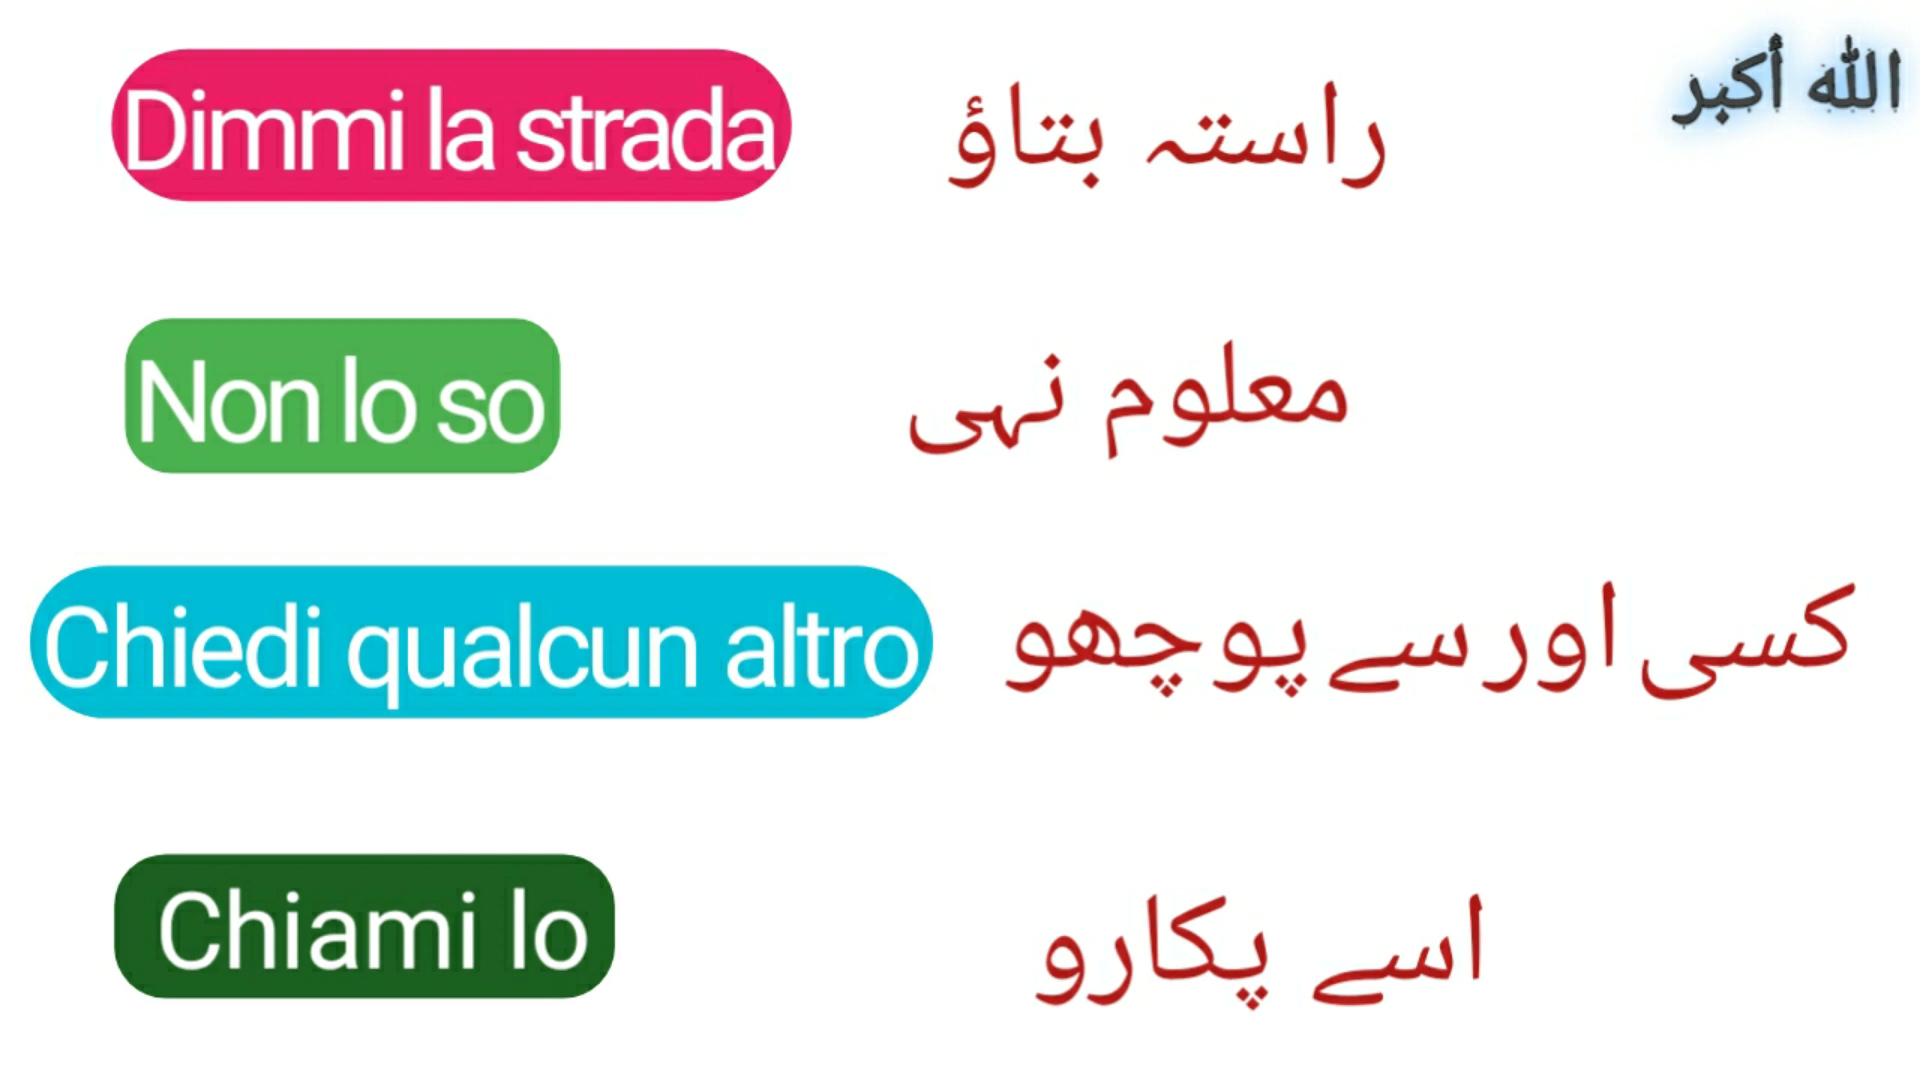 الله أكبر
Dimmi la strada راستہ بتاؤ
Non lo so معلوم نہی
Chiedi qualcun altro کسی اور سے پوچھو
Chiami lo اسے پکارو